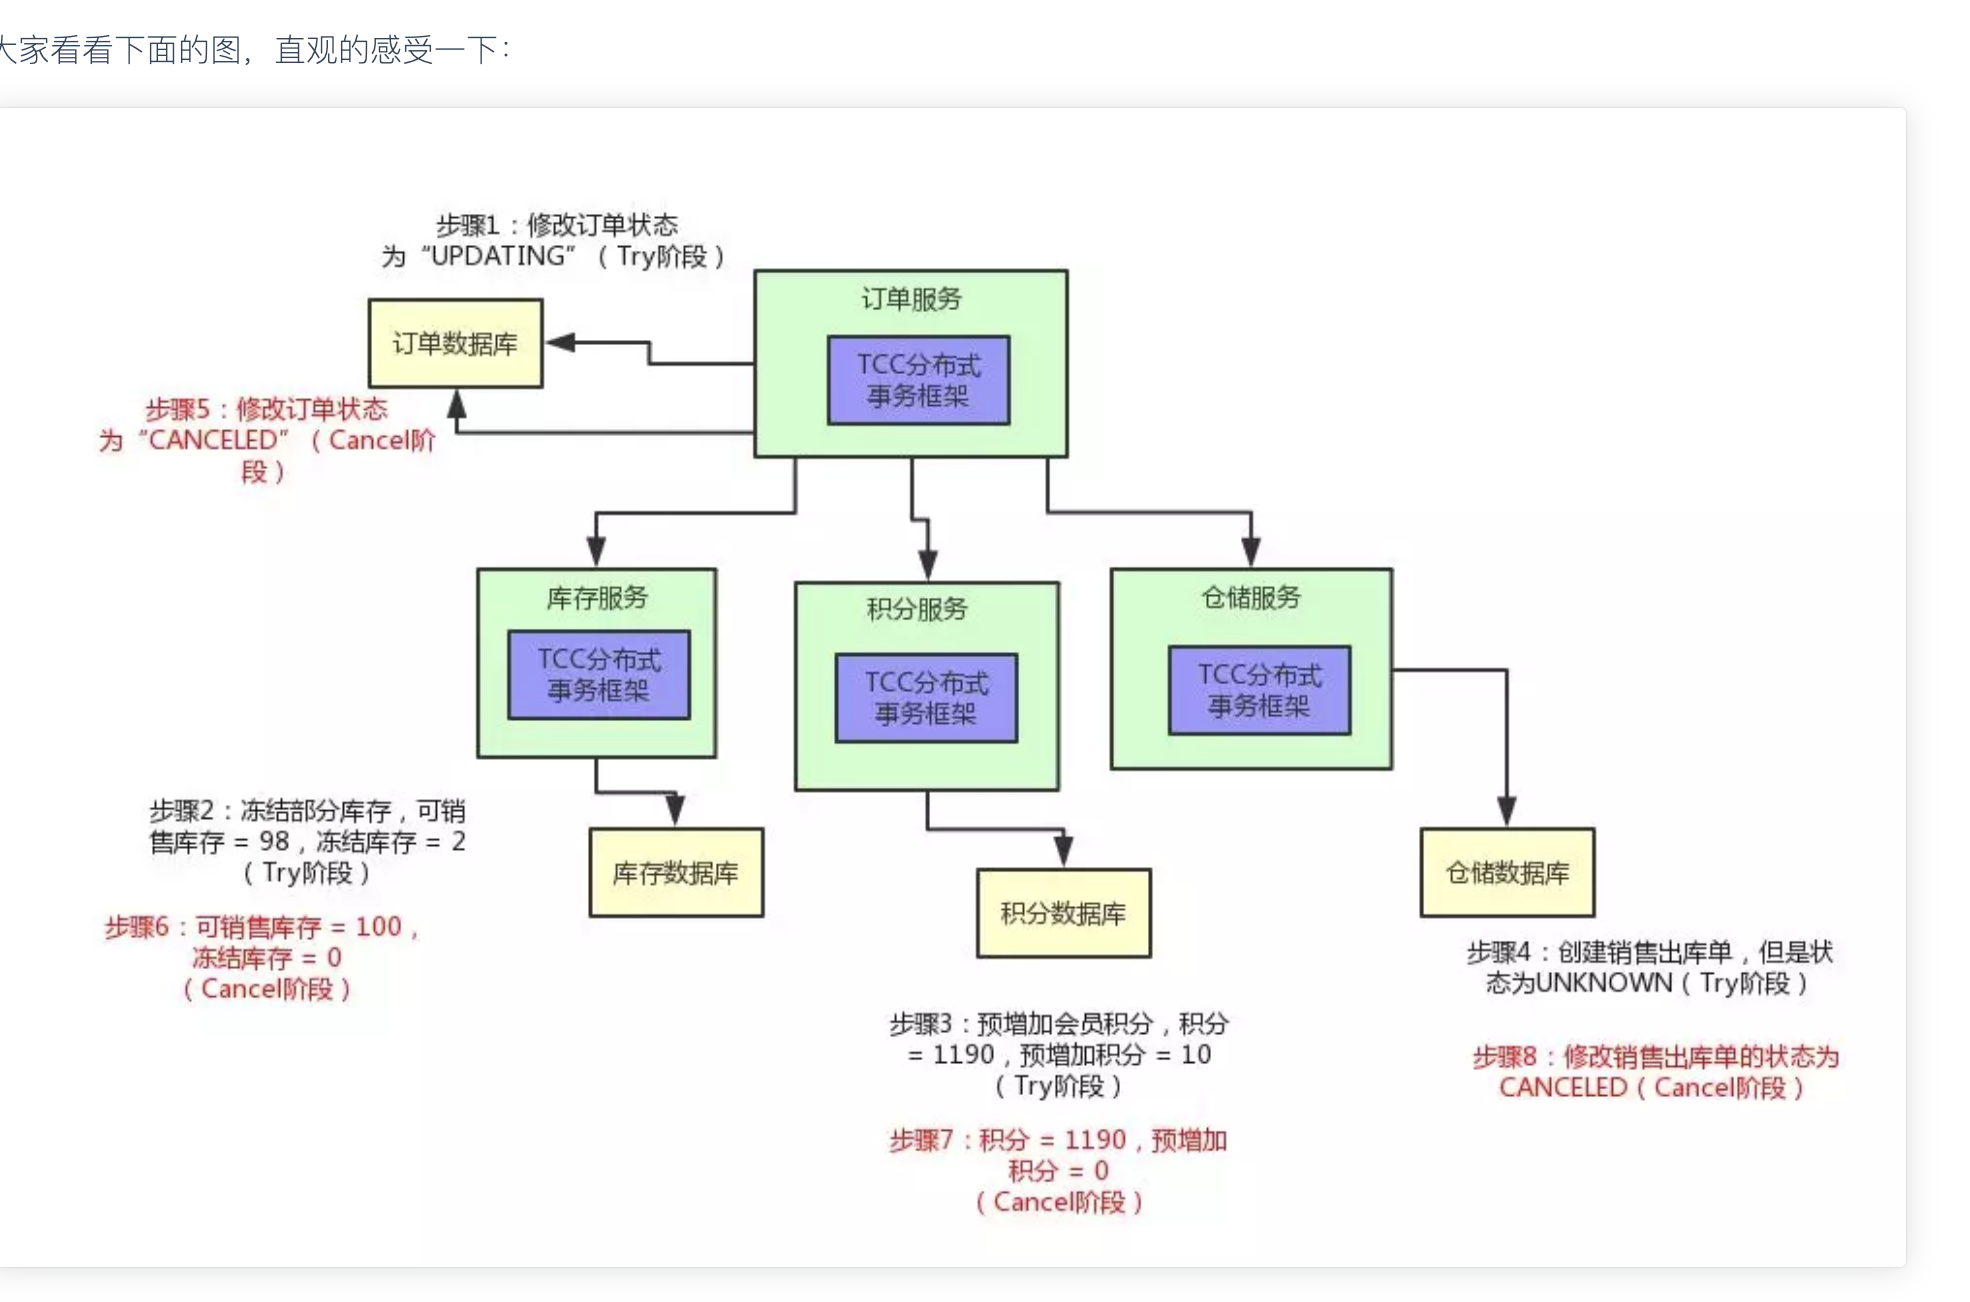 大家看看下面的图，直观的感受一下：
步骤1：修改订单状态
为“UPDATING”（Try阶段）
订单服务
TCC分布式
事务框架
订单数据库
步骤5：修改订单状态
为“CANCELED”（Cancel阶
段）
库存服务
TCC分布式
事务框架
积分服务
TCC分布式
事务框架
仓储服务
TCC分布式
事务框架
步骤2：冻结部分库存，可销
售库存 = 98，冻结库存 = 2
（Try阶段）
库存数据库
步骤6：可销售库存 = 100，
冻结库存 = 0
（Cancel阶段）
积分数据库
仓储数据库
步骤3：预增加会员积分，积分
= 1190，预增加积分 = 10
（Try阶段）
步骤7：积分 = 1190，预增加
积分 = 0
（Cancel阶段）
步骤4：创建销售出库单，但是状
态为UNKNOWN（Try阶段）
步骤8：修改销售出库单的状态为
CANCELED（Cancel阶段）